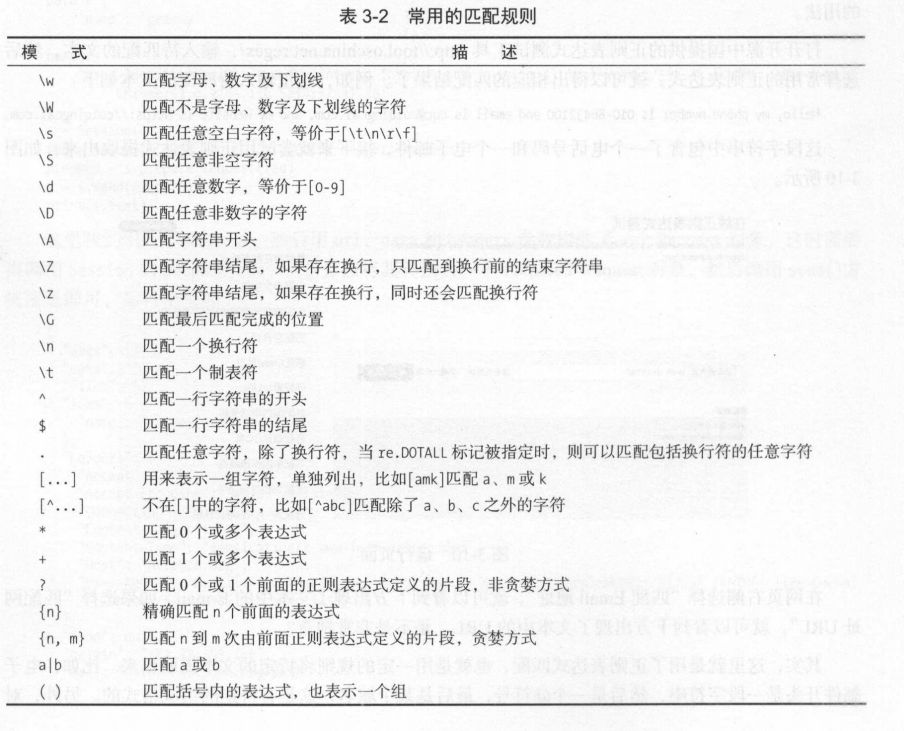 表 3-2 常用的匹配规则
模 式 描 述
\w 匹配字母、数字及下划线
\W 匹配不是字母、数字及下划线的字符
\s 匹配任意空白字符，等价于[\t\n\r\f]
\S 匹配任意非空字符
\d 匹配任意数字，等价于[0-9]
\D 匹配任意非数字的字符
\A 匹配字符串开头
\Z 匹配字符串结尾，如果存在换行，只匹配到换行前的结束字符串
\z 匹配字符串结尾，如果存在换行，同时还会匹配换行符
\G 匹配最后匹配完成的位置
\n 匹配一个换行符
\t 匹配一个制表符
^ 匹配一行字符串的开头
$ 匹配一行字符串的结尾
. 匹配任意字符，除了换行符，当 re.DOTALL 标记被指定时，则可以匹配包括换行符的任意字符
[...] 用来表示一组字符，单独列出，比如[amk]匹配 a、m 或 k
[^...] 不在[]中的字符，比如[^abc]匹配除了 a、b、c 之外的字符
* 匹配 0 个或多个表达式
+ 匹配 1 个或多个表达式
? 匹配 0 个或 1 个前面的正则表达式定义的片段，非贪婪方式
{n} 精确匹配 n 个前面的表达式
{n, m} 匹配 n 到 m 次由前面正则表达式定义的片段，贪婪方式
a|b 匹配 a 或 b
( ) 匹配括号内的表达式，也表示一个组